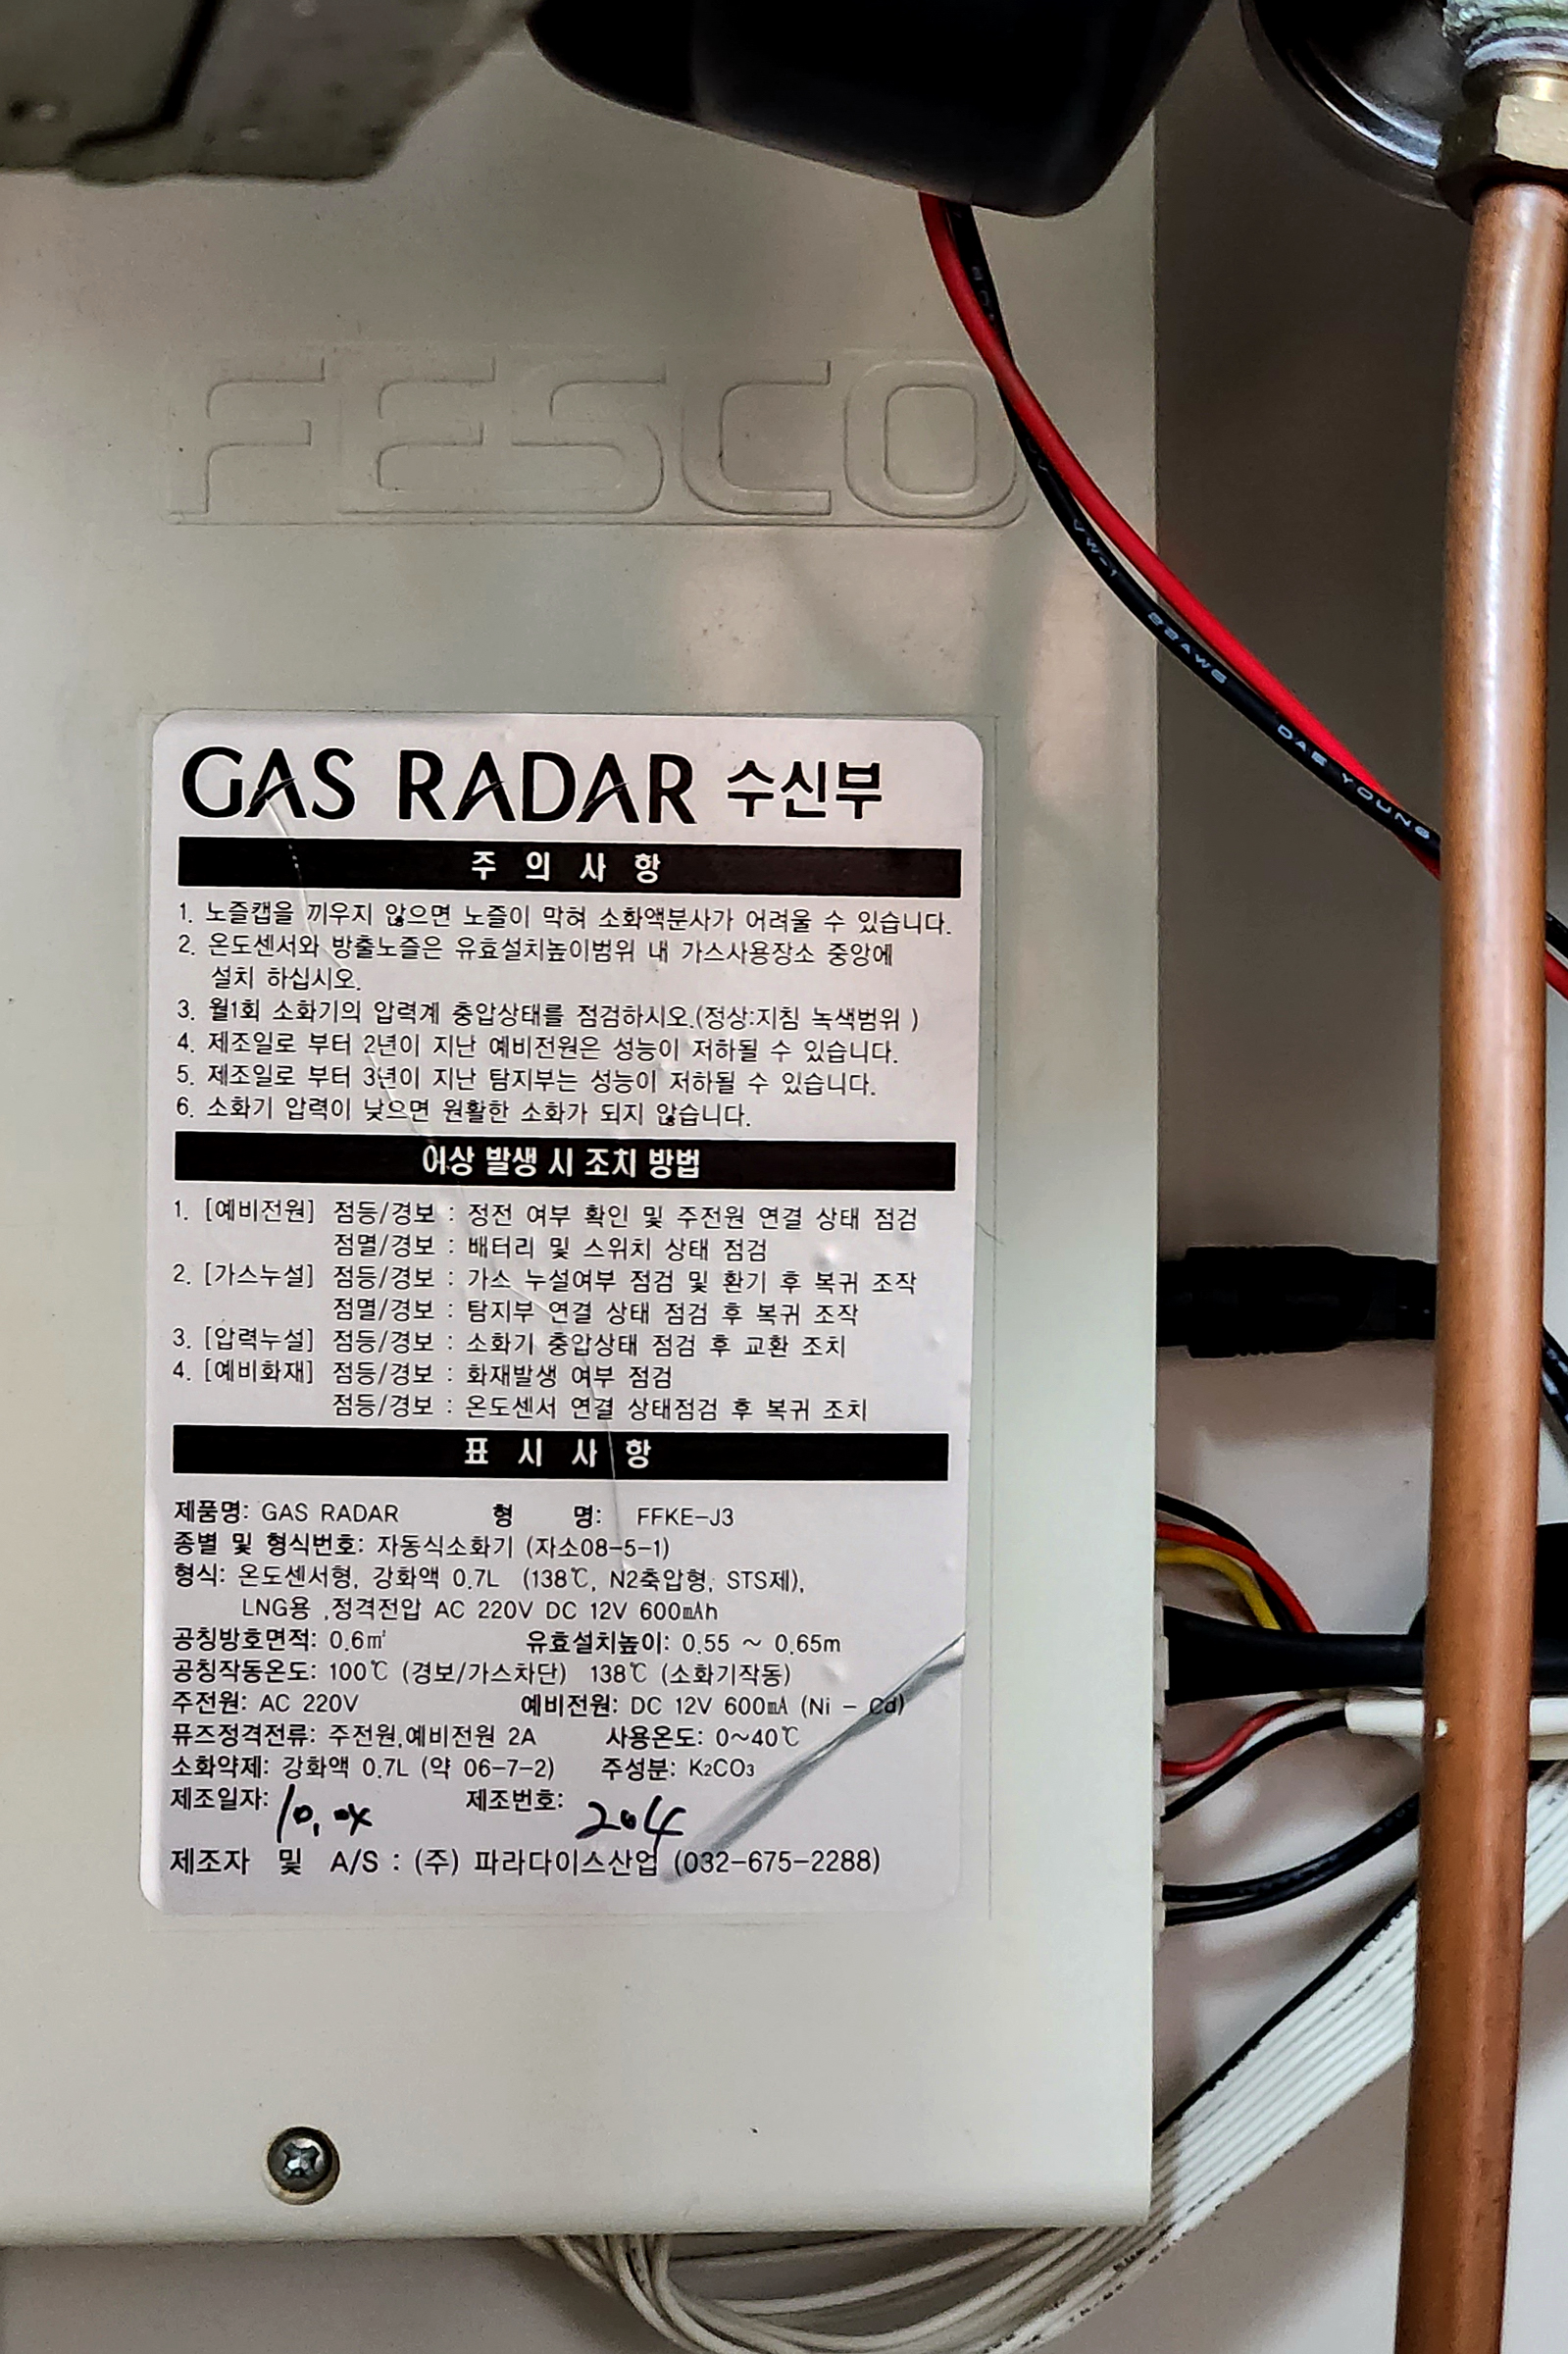 FESCO
GAS RADAR 수신부
주 의 사 항
1. 노즐캡을 끼우지 않으면 노즐이 막혀 소화액분사가 어려울 수 있습니다.
2. 온도센서와 방출노즐은 유효설치높이범위 내 가스사용장소 중앙에
설치 하십시오.
3. 월1회 소화기의 압력계 충압상태를 점검하시오.(정상:지침 녹색범위 )
4. 제조일로 부터 2년이 지난 예비전원은 성능이 저하될 수 있습니다.
5. 제조일로 부터 3년이 지난 탐지부는 성능이 저하될 수 있습니다.
6. 소화기 압력이 낮으면 원활한 소화가 되지 않습니다.
이상 발생 시 조치 방법
1. [예비전원] 점등/경보 : 정전 여부 확인 및 주전원 연결 상태 점검
점멸/경보 : 배터리 및 스위치 상태 점검
2. [가스누설] 점등/경보 : 가스 누설여부 점검 및 환기 후 복귀 조작
점멸/경보 : 탐지부 연결 상태 점검 후 복귀 조작
3. [압력누설] 점등/경보 : 소화기 충압상태 점검 후 교환 조치
4. [예비화재] 점등/경보 : 화재발생 여부 점검
점등/경보 : 온도센서 연결 상태점검 후 복귀 조치
표 시 사 항
제품명: GAS RADAR 형 명: FFKE-J3
종별 및 형식번호: 자동식소화기 (자소08-5-1)
형식: 온도센서형, 강화액 0.7L (138℃, N2축압형, STS제),
LNG용 ,정격전압 AC 220V DC 12V 600㎃h
공칭방호면적: 0.6㎡ 유효설치높이: 0.55 ~ 0.65m
공칭작동온도: 100℃ (경보/가스차단) 138℃ (소화기작동)
주전원: AC 220V 예비전원: DC 12V 600㎃ (Ni - Cd)
퓨즈정격전류: 주전원,예비전원 2A 사용온도: 0~40℃
소화약제: 강화액 0.7L (약 06-7-2) 주성분: K2CO3
제조일자: 10. 제조번호: 204
제조자 및 A/S : (주) 파라다이스산업 (032-675-2288)
VW-1
22AWG
DAE YOUNG